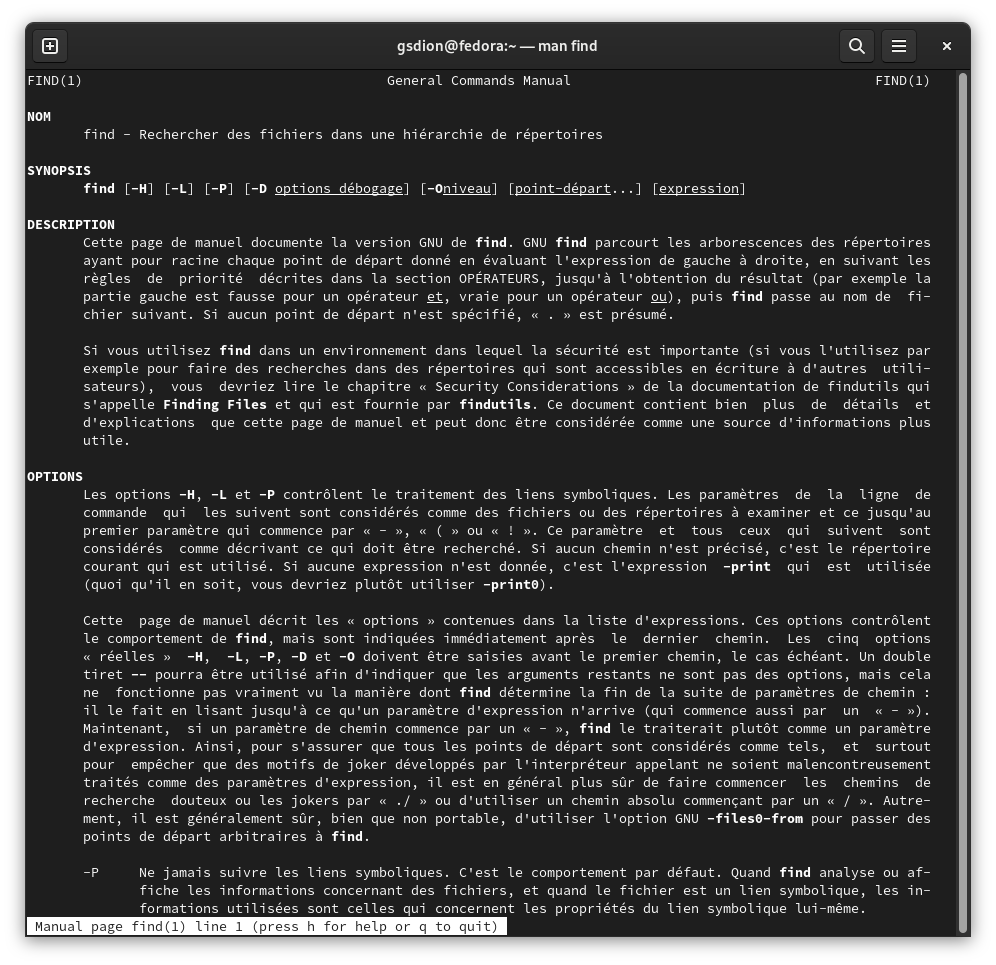 gsdion@fedora:~ — man find
FIND(1) General Commands Manual FIND(1)
NOM
find - Rechercher des fichiers dans une hiérarchie de répertoires
SYNOPSIS
find [-H] [-L] [-P] [-D options débogage] [-Oniveau] [point-départ...] [expression]
DESCRIPTION
Cette page de manuel documente la version GNU de find. GNU find parcourt les arborescences des répertoires
ayant pour racine chaque point de départ donné en évaluant l'expression de gauche à droite, en suivant les
règles de priorité décrites dans la section OPÉRATEURS, jusqu'à l'obtention du résultat (par exemple la
partie gauche est fausse pour un opérateur et, vraie pour un opérateur ou), puis find passe au nom de fi-
chier suivant. Si aucun point de départ n'est spécifié, « . » est présumé.
Si vous utilisez find dans un environnement dans lequel la sécurité est importante (si vous l'utilisez par
exemple pour faire des recherches dans des répertoires qui sont accessibles en écriture à d'autres utili-
sateurs), vous devriez lire le chapitre « Security Considerations » de la documentation de findutils qui
s'appelle Finding Files et qui est fournie par findutils. Ce document contient bien plus de détails et
d'explications que cette page de manuel et peut donc être considérée comme une source d'informations plus
utile.
OPTIONS
Les options -H, -L et -P contrôlent le traitement des liens symboliques. Les paramètres de la ligne de
commande qui les suivent sont considérés comme des fichiers ou des répertoires à examiner et ce jusqu'au
premier paramètre qui commence par « - », « ( » ou « ! ». Ce paramètre et tous ceux qui suivent sont
considérés comme décrivant ce qui doit être recherché. Si aucun chemin n'est précisé, c'est le répertoire
courant qui est utilisé. Si aucune expression n'est donnée, c'est l'expression -print qui est utilisée
(quoi qu'il en soit, vous devriez plutôt utiliser -print0).
Cette page de manuel décrit les « options » contenues dans la liste d'expressions. Ces options contrôlent
le comportement de find, mais sont indiquées immédiatement après le dernier chemin. Les cinq options
« réelles » -H, -L, -P, -D et -O doivent être saisies avant le premier chemin, le cas échéant. Un double
tiret -- pourra être utilisé afin d'indiquer que les arguments restants ne sont pas des options, mais cela
ne fonctionne pas vraiment vu la manière dont find détermine la fin de la suite de paramètres de chemin :
il le fait en lisant jusqu'à ce qu'un paramètre d'expression n'arrive (qui commence aussi par un « - »).
Maintenant, si un paramètre de chemin commence par un « - », find le traiterait plutôt comme un paramètre
d'expression. Ainsi, pour s'assurer que tous les points de départ sont considérés comme tels, et surtout
pour empêcher que des motifs de joker développés par l'interpréteur appelant ne soient malencontreusement
traités comme des paramètres d'expression, il est en général plus sûr de faire commencer les chemins de
recherche douteux ou les jokers par « ./ » ou d'utiliser un chemin absolu commençant par un « / ». Autre-
ment, il est généralement sûr, bien que non portable, d'utiliser l'option GNU -files0-from pour passer des
points de départ arbitraires à find.
-P Ne jamais suivre les liens symboliques. C'est le comportement par défaut. Quand find analyse ou af-
fiche les informations concernant des fichiers, et quand le fichier est un lien symbolique, les in-
formations utilisées sont celles qui concernent les propriétés du lien symbolique lui-même.
Manual page find(1) line 1 (press h for help or q to quit)